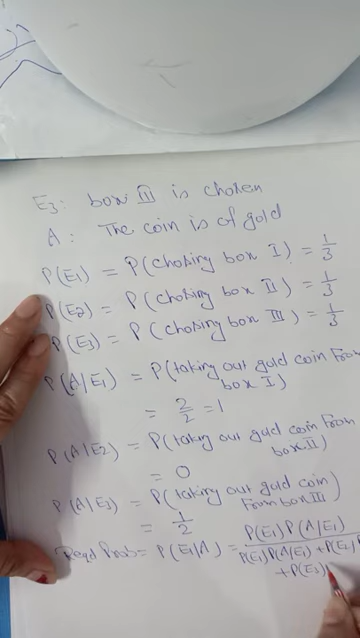 E3: box III is chosen
A: The coin is of gold
P(E1) = P(chosing box I) = 1/3
P(E2) = P(chosing box II) = 1/3
P(E3) = P(chosing box III) = 1/3
P(A|E1) = P(taking out gold coin From
box I)
= 2/2 = 1
P(A|E2) = P(taking out gold coin From
box II)
= 0
P(A|E3) = P(taking out gold coin
From box III)
= 1/2
Reqd Prob = P(E1|A) = P(E1) P(A|E1)
P(E1) P(A|E1) + P(E2) P
+ P(E3)